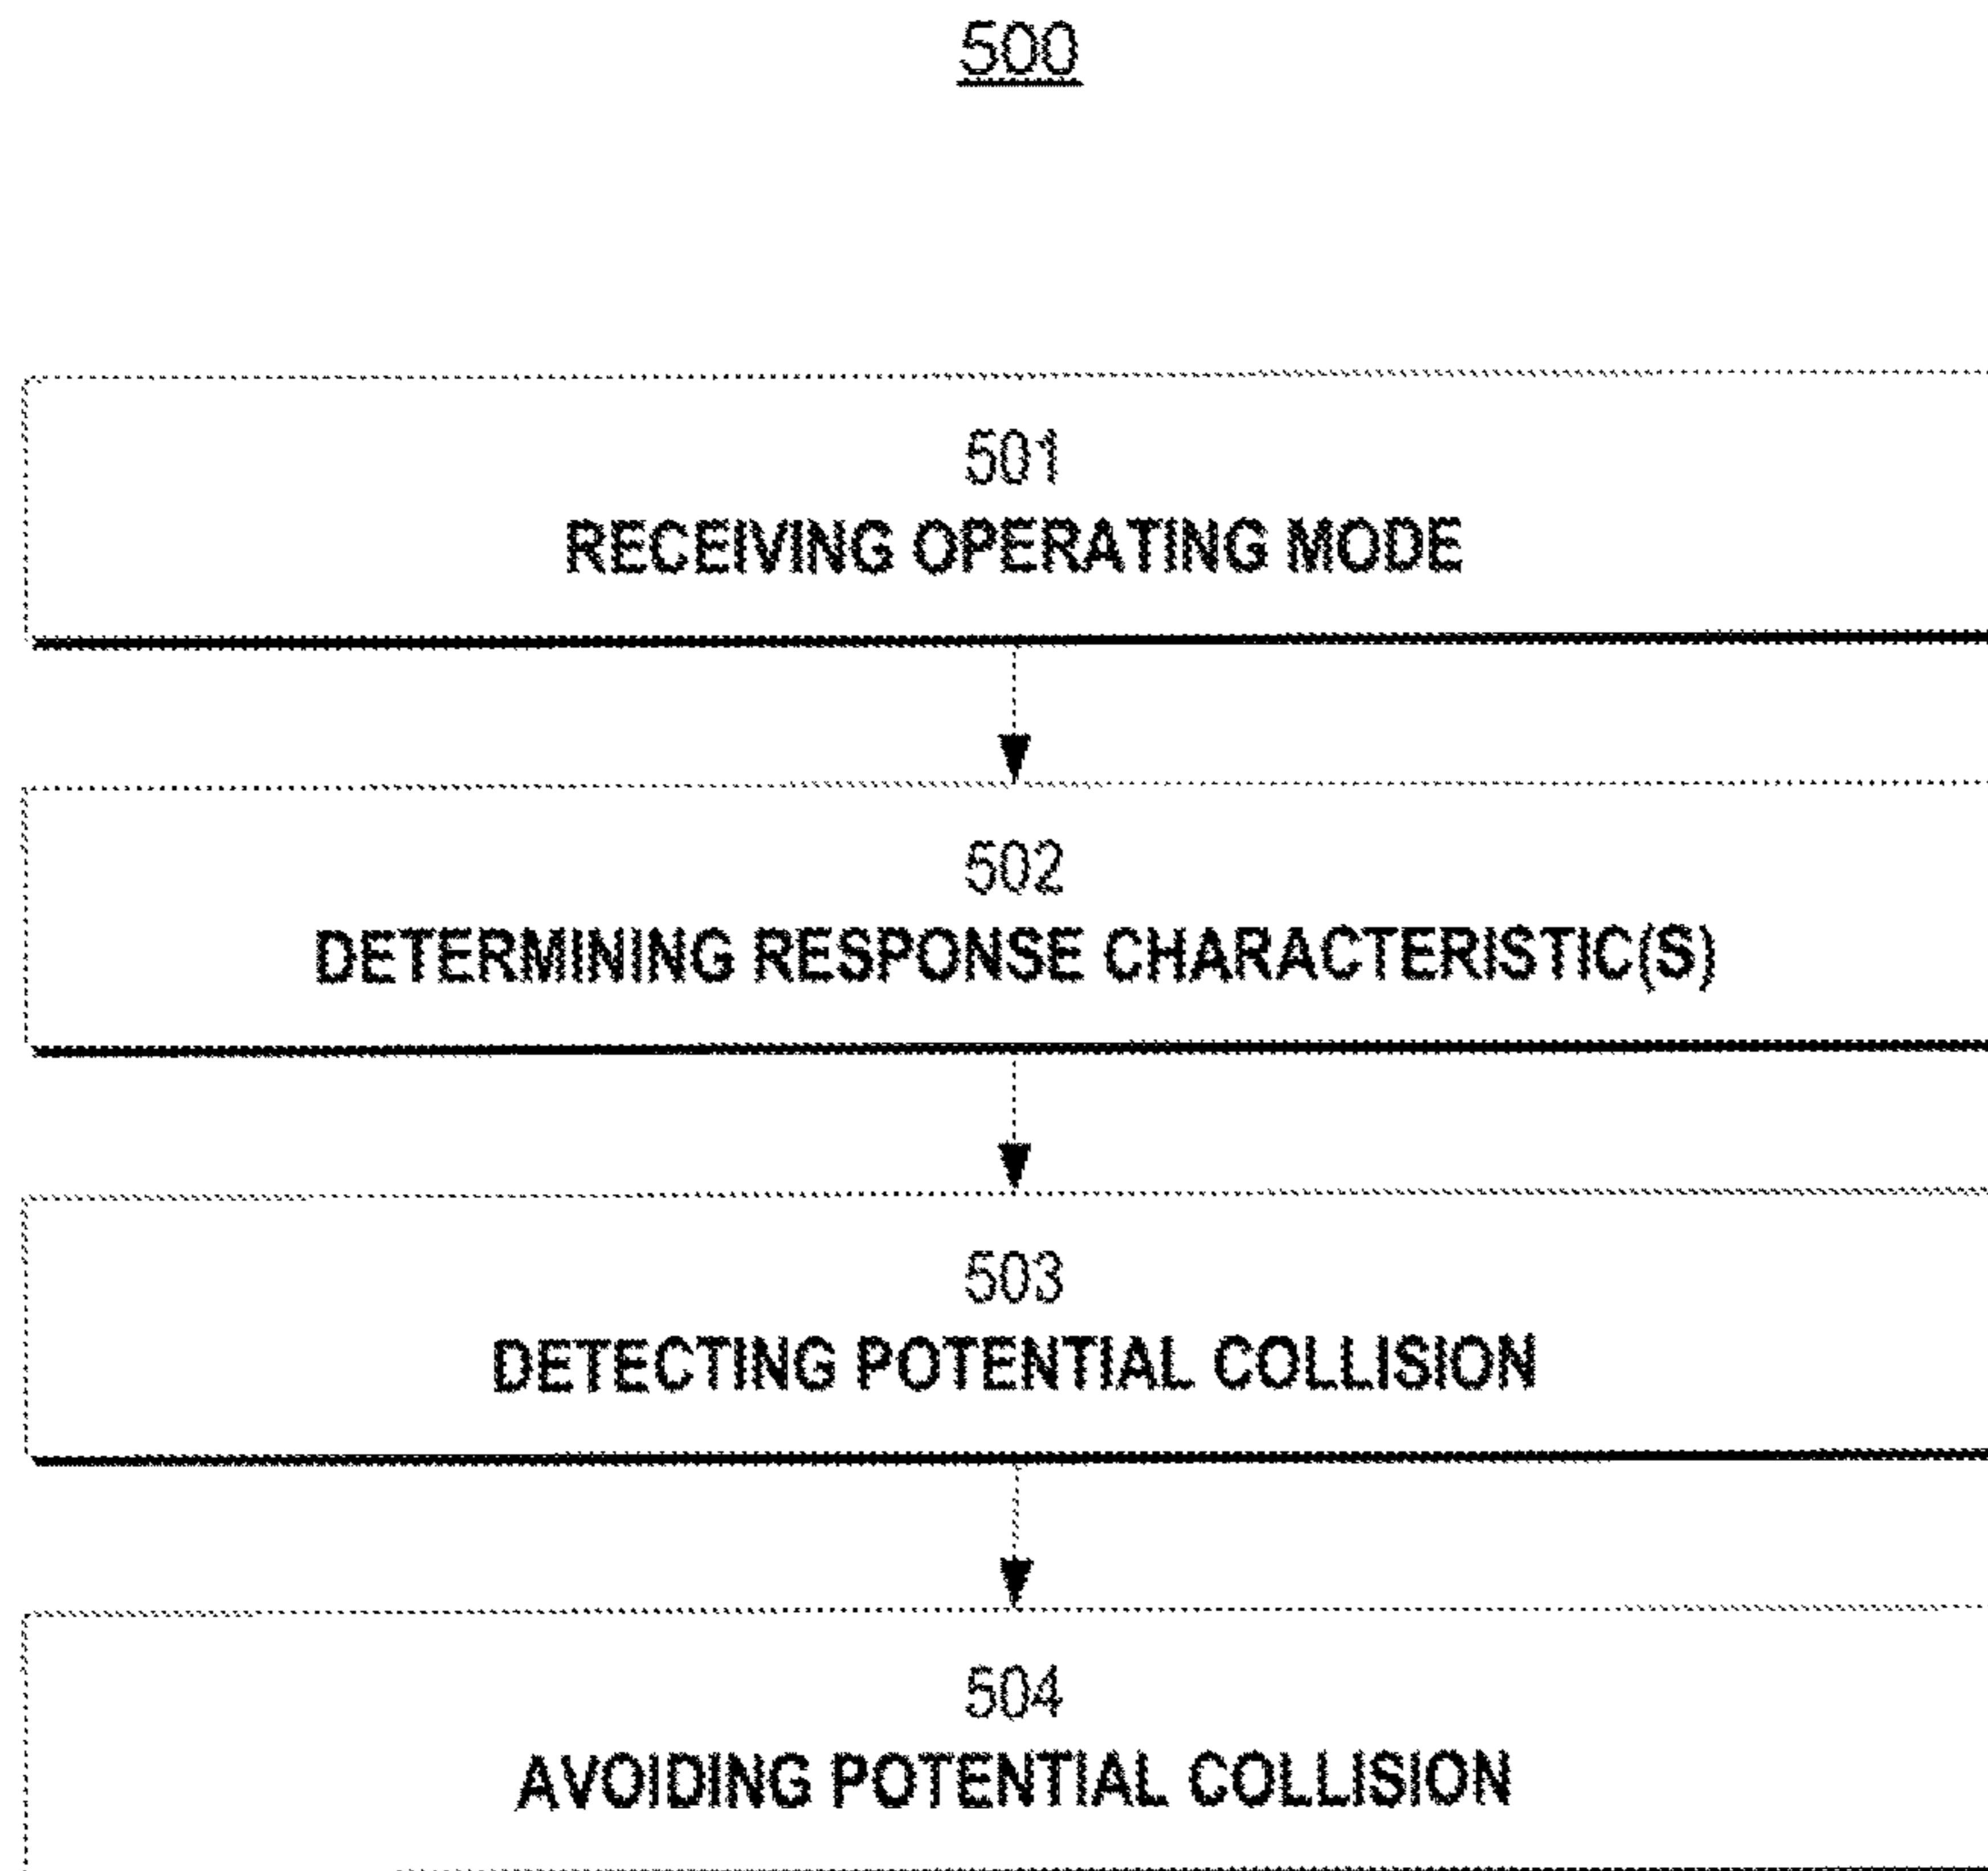 500
501
RECEIVING OPERATING MODE
502
DETERMINING RESPONSE CHARACTERISTIC(S)
503
DETECTING POTENTIAL COLLISION
504
AVOIDING POTENTIAL COLLISION